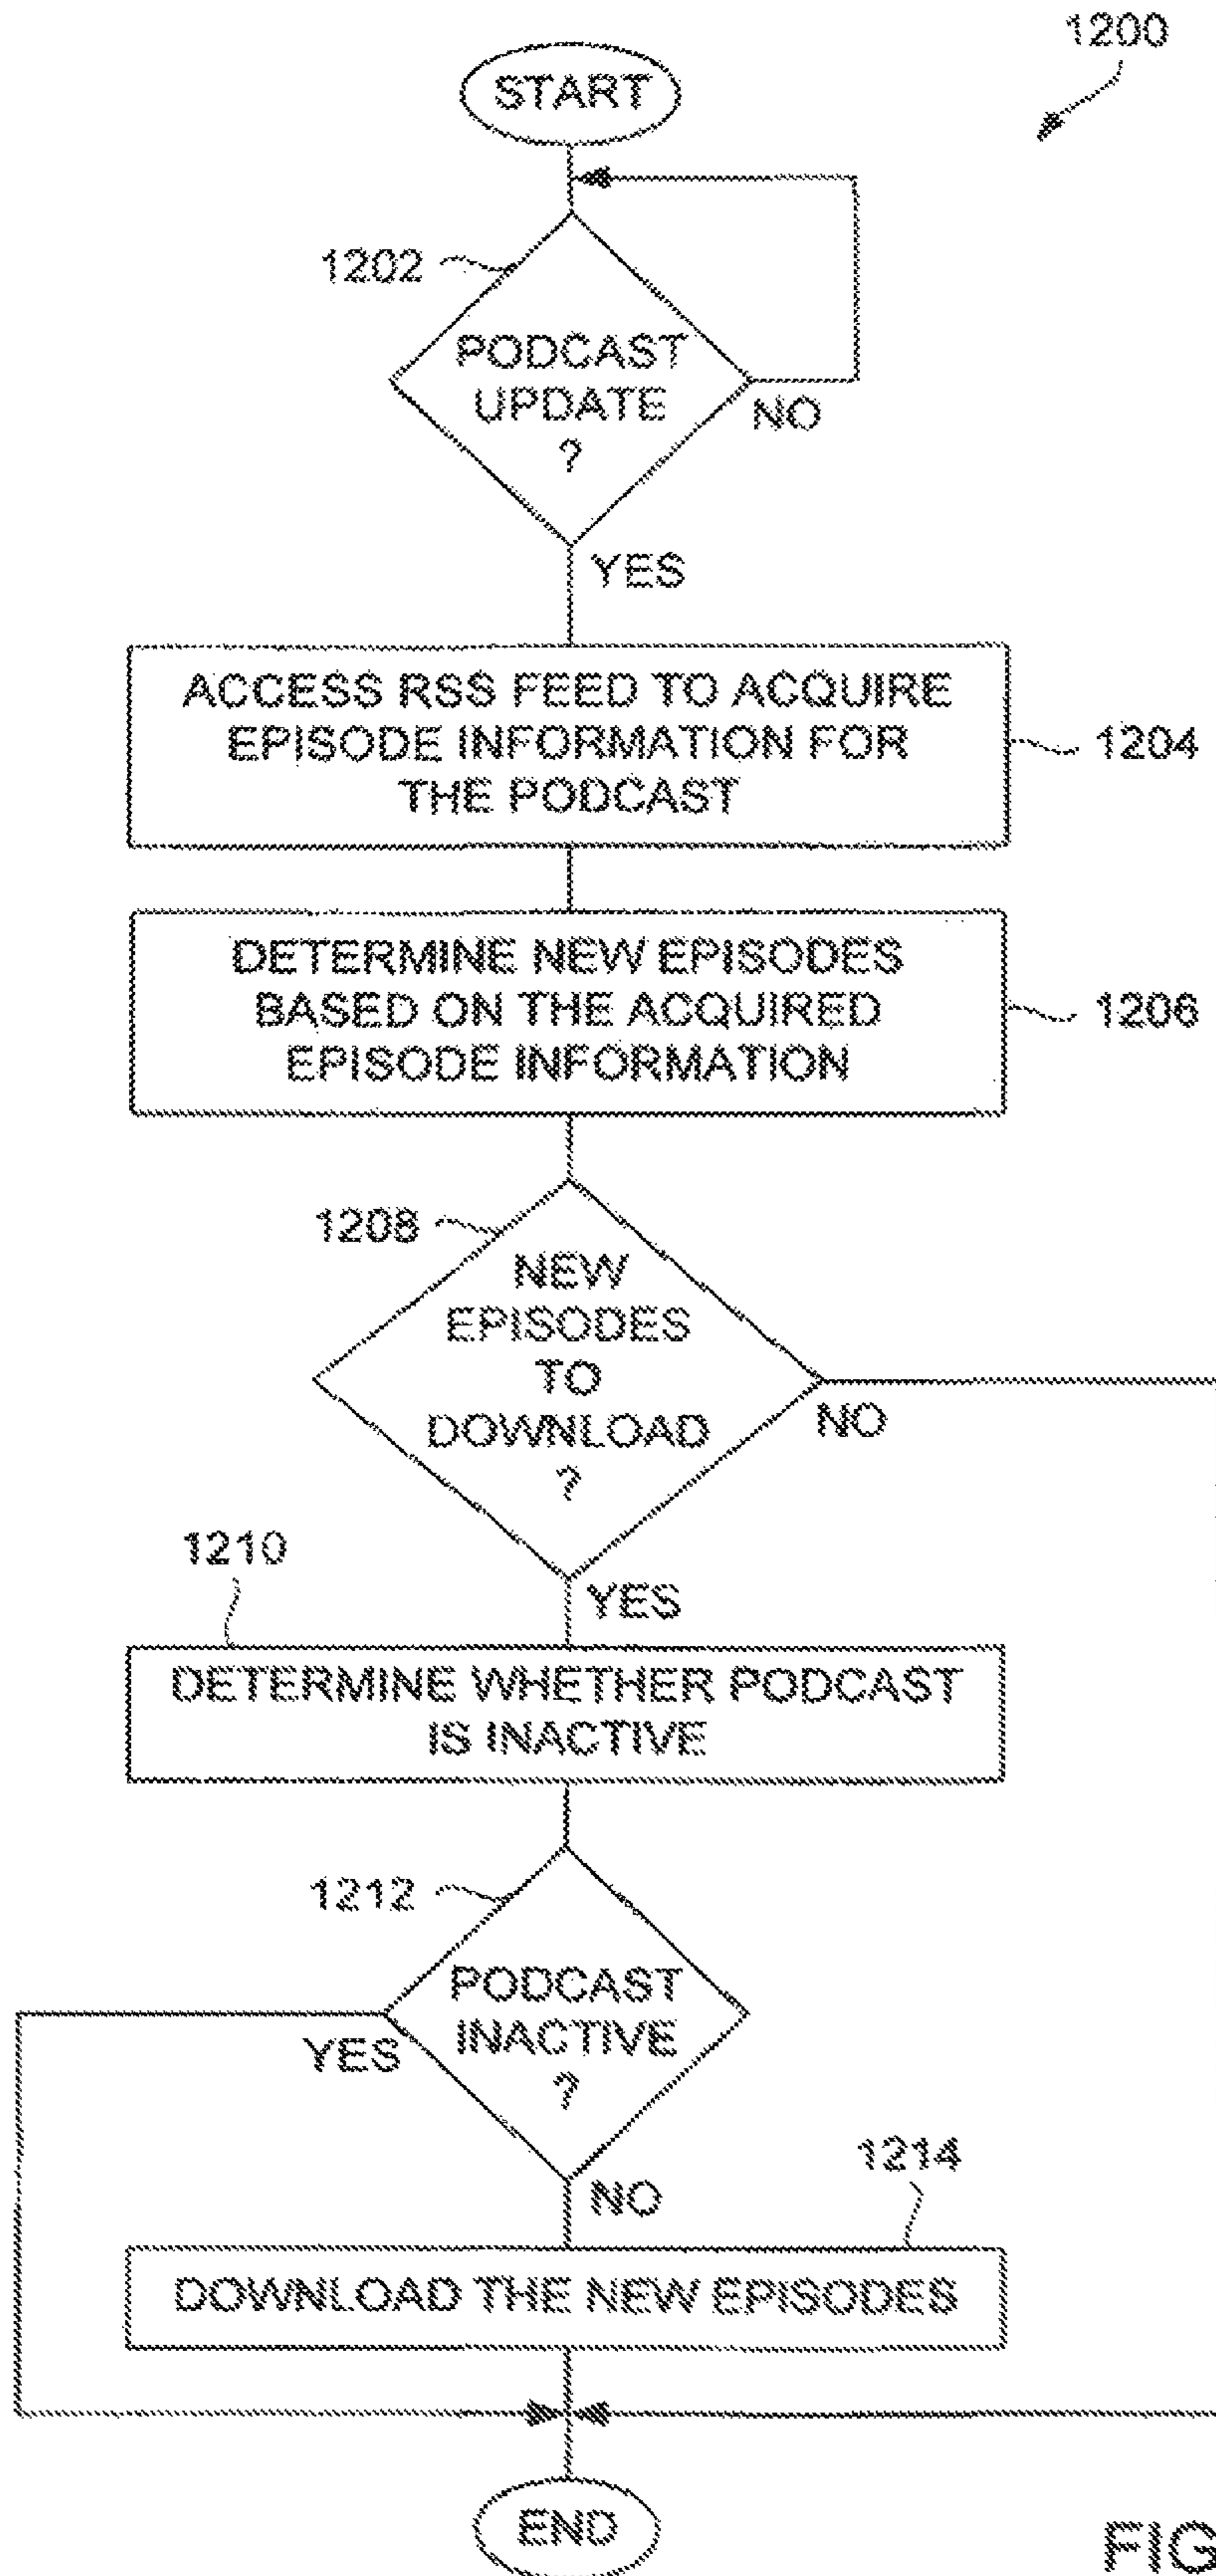 1200
START
1202
PODCAST
UPDATE
?
NO
YES
ACCESS RSS FEED TO ACQUIRE
EPISODE INFORMATION FOR
THE PODCAST
1204
DETERMINE NEW EPISODES
BASED ON THE ACQUIRED
EPISODE INFORMATION
1206
1208
NEW
EPISODES
TO
DOWNLOAD
?
NO
YES
1210
DETERMINE WHETHER PODCAST
IS INACTIVE
1212
PODCAST
INACTIVE
?
YES
NO
1214
DOWNLOAD THE NEW EPISODES
END
FIG